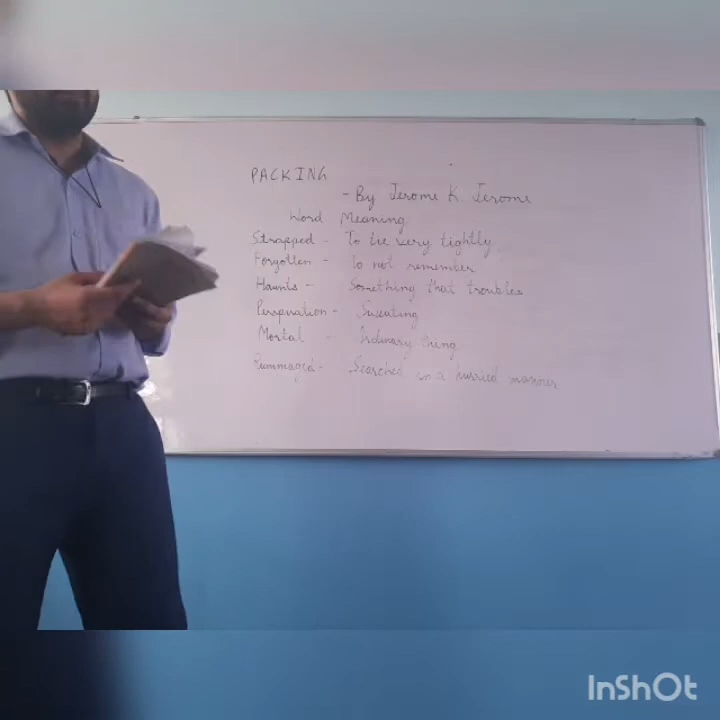 PACKING
- By Jerome K. Jerome
Word Meaning
Strapped - To tie very tightly
Forgotten - To not remember
Haunts - Something that troubles
Perspiration - Sweating
Mortal - Ordinary thing
Rummaged - Searched in a hurried manner
InShOt